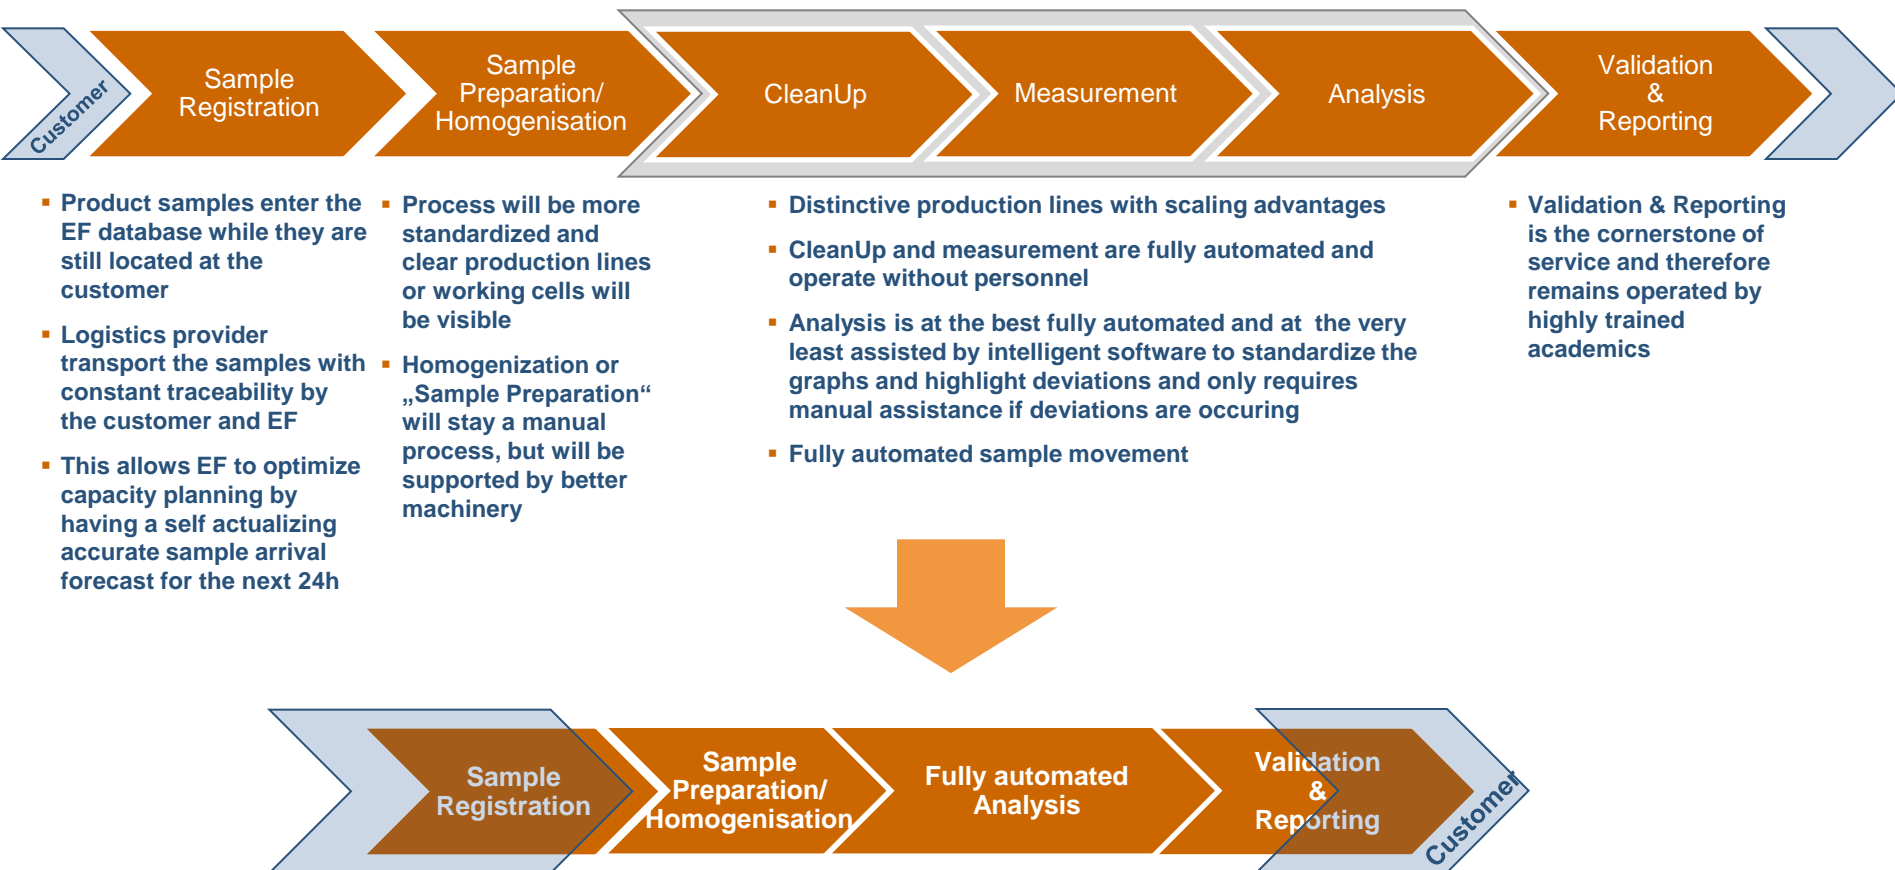 Customer
Sample
Registration
Sample
Preparation/
Homogenisation
CleanUp
Measurement
Analysis
Validation
&
Reporting
Product samples enter the
EF database while they are
still located at the
customer
Logistics provider
transport the samples with
constant traceability by
the customer and EF
This allows EF to optimize
capacity planning by
having a self actualizing
accurate sample arrival
forecast for the next 24h
Process will be more
standardized and
clear production lines
or working cells will
be visible
Homogenization or
„Sample Preparation“
will stay a manual
process, but will be
supported by better
machinery
Distinctive production lines with scaling advantages
CleanUp and measurement are fully automated and
operate without personnel
Analysis is at the best fully automated and at  the very
least assisted by intelligent software to standardize the
graphs and highlight deviations and only requires
manual assistance if deviations are occuring
Fully automated sample movement
Validation & Reporting
is the cornerstone of
service and therefore
remains operated by
highly trained
academics
Sample
Registration
Sample
Preparation/
Homogenisation
Fully automated
Analysis
Validation
&
Reporting
Customer